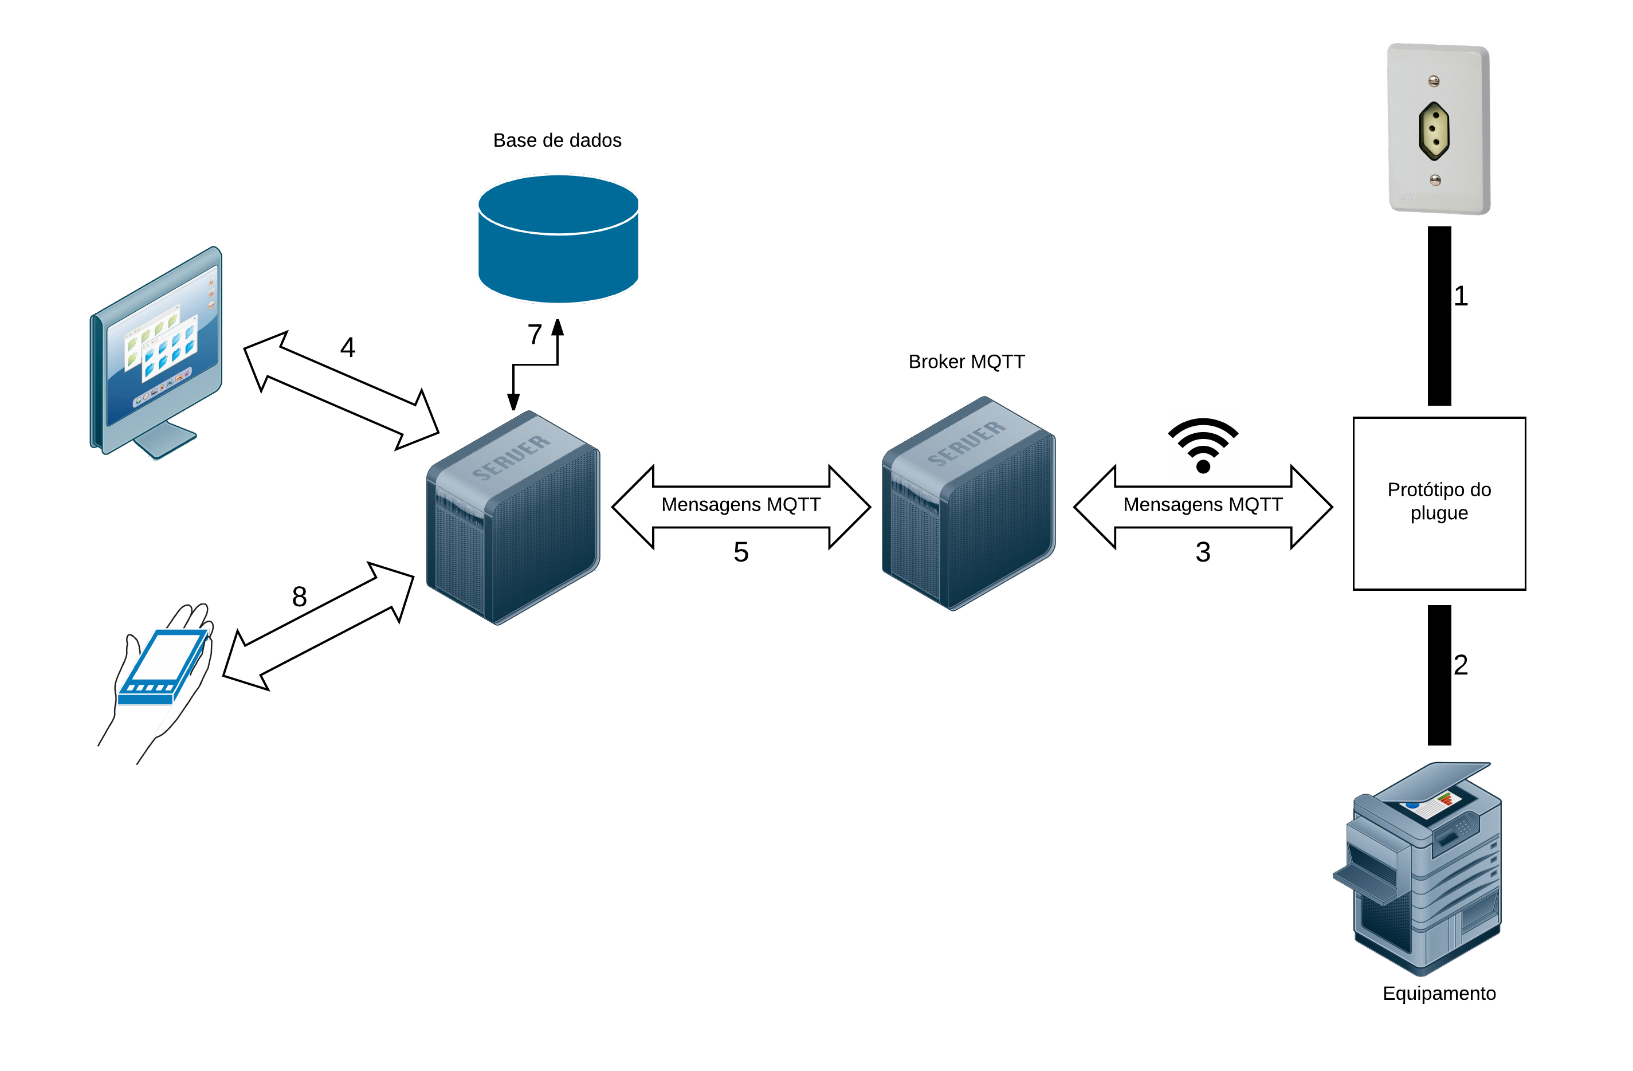 Base de dados
1
7
4
Broker MQTT
SERVER
SERVER
Mensagens MQTT
Mensagens MQTT
Protótipo do
plugue
5
3
8
2
Equipamento